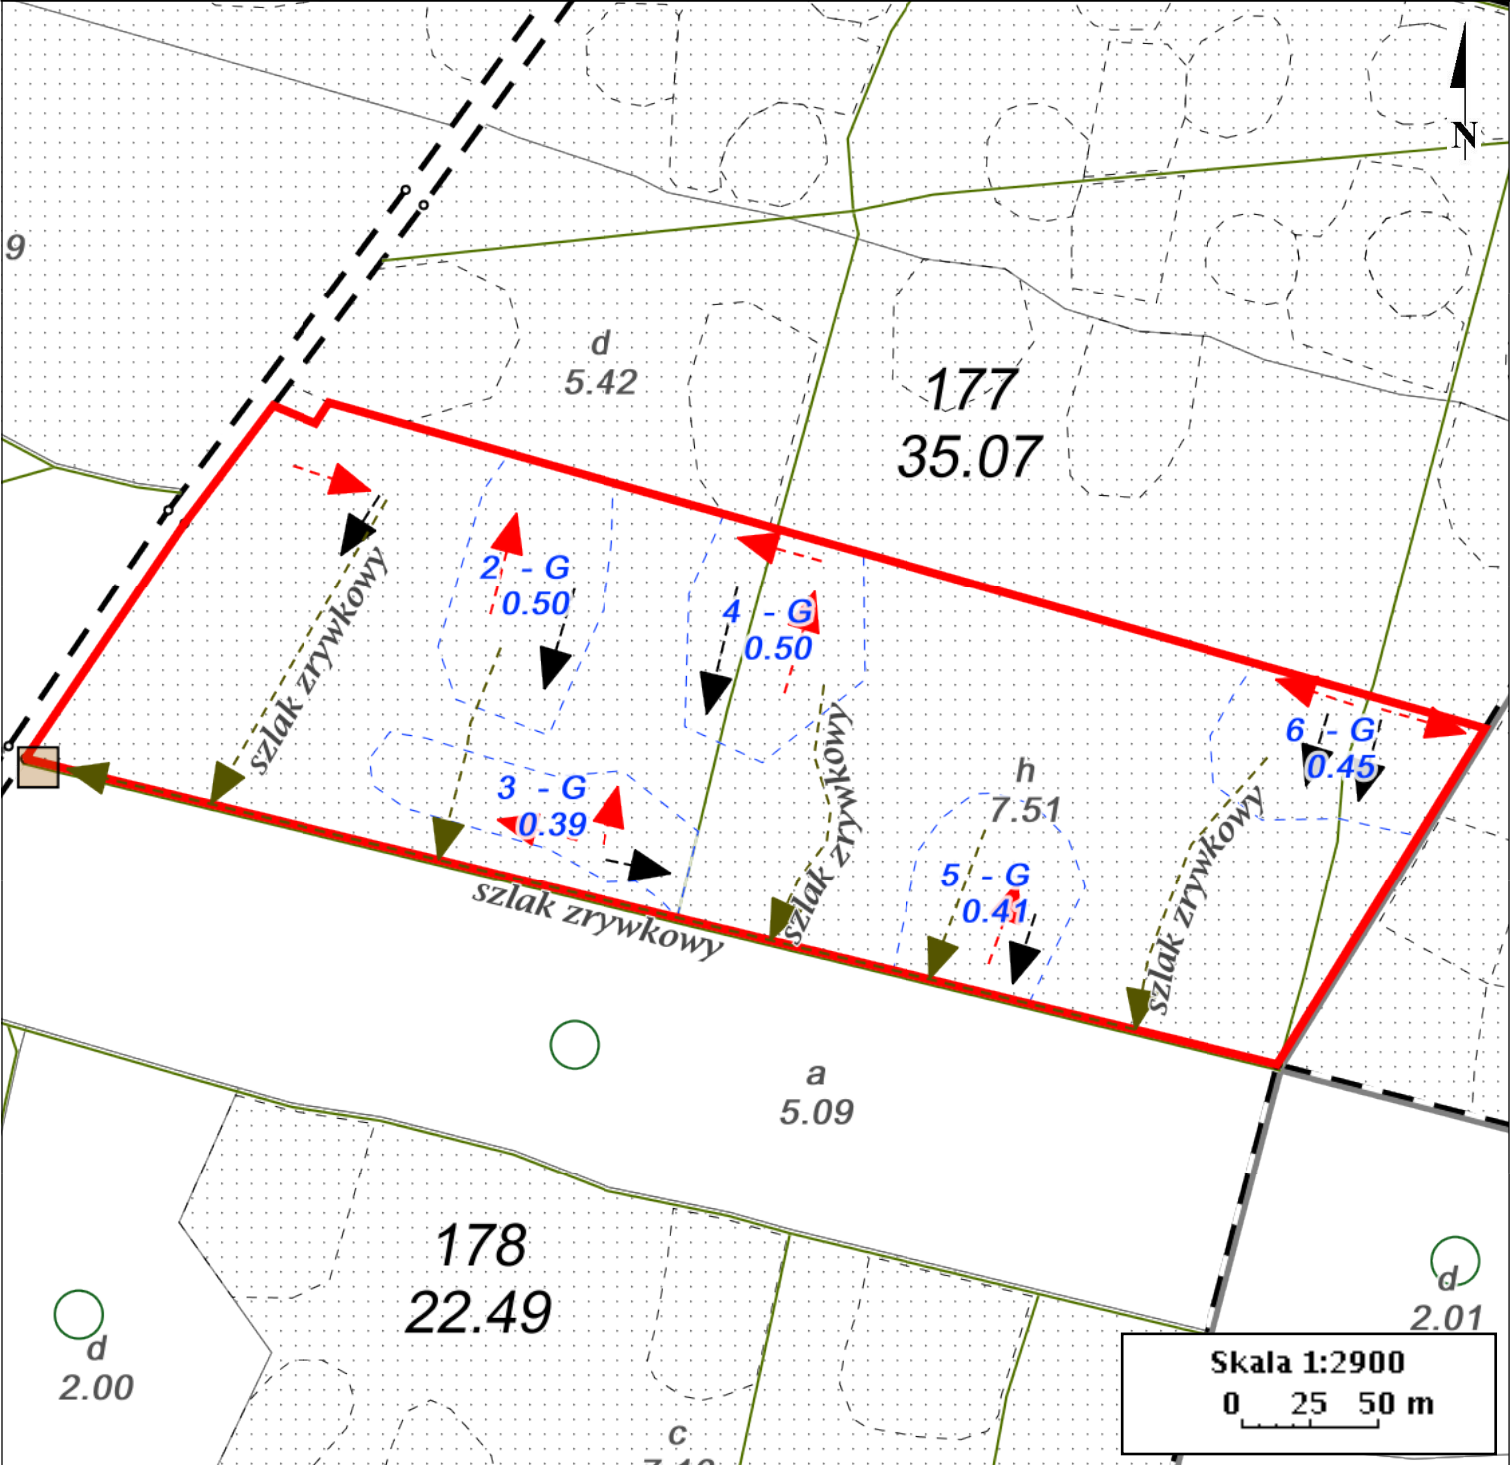 N
9
d
5.42
177
35.07
2 - G
0.50
4 - G
0.50
szlak zrywkowy
6 - G
0.45
3 - G
0.39
szlak zrywkowy
h
7.51
szlak zrywkowy
5 - G
0.41
szlak zrywkowy
a
5.09
178
22.49
d
2.00
d
2.01
c
Skala 1:2900
0 25 50 m